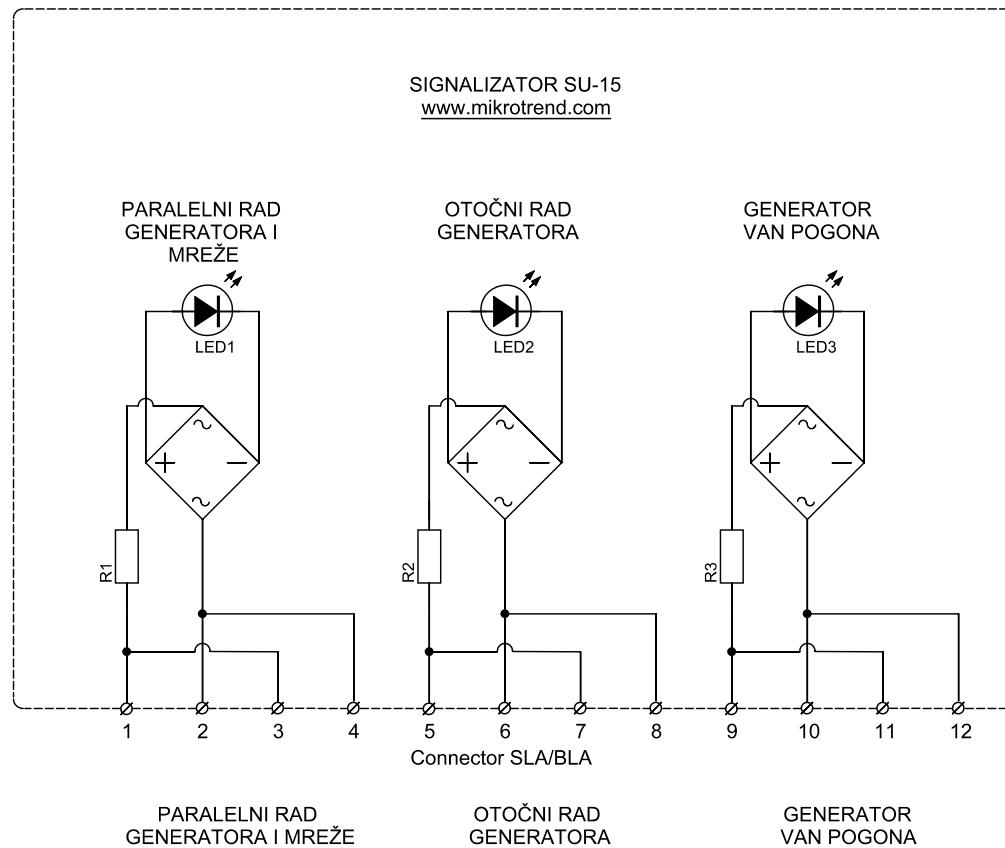 SIGNALIZATOR SU-15
www.mikrotrend.com
PARALELNI RAD
GENERATORA I
MREŽE
OTOČNI RAD
GENERATORA
GENERATOR
VAN POGONA
LED1
LED2
LED3
+ −
+ −
+ −
R1
R2
R3
1 2 3 4 5 6 7 8 9 10 11 12
Connector SLA/BLA
PARALELNI RAD
GENERATORA I MREŽE
OTOČNI RAD
GENERATORA
GENERATOR
VAN POGONA